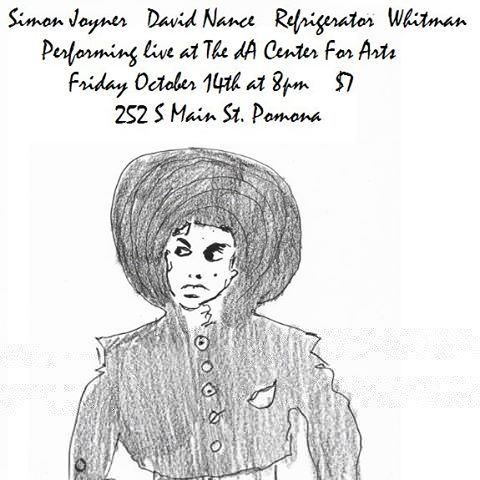 Simon Joyner David Nance Refrigerator Whitman
Performing live at The dA Center For Arts
Friday October 14th at 8pm $7
252 S Main St. Pomona